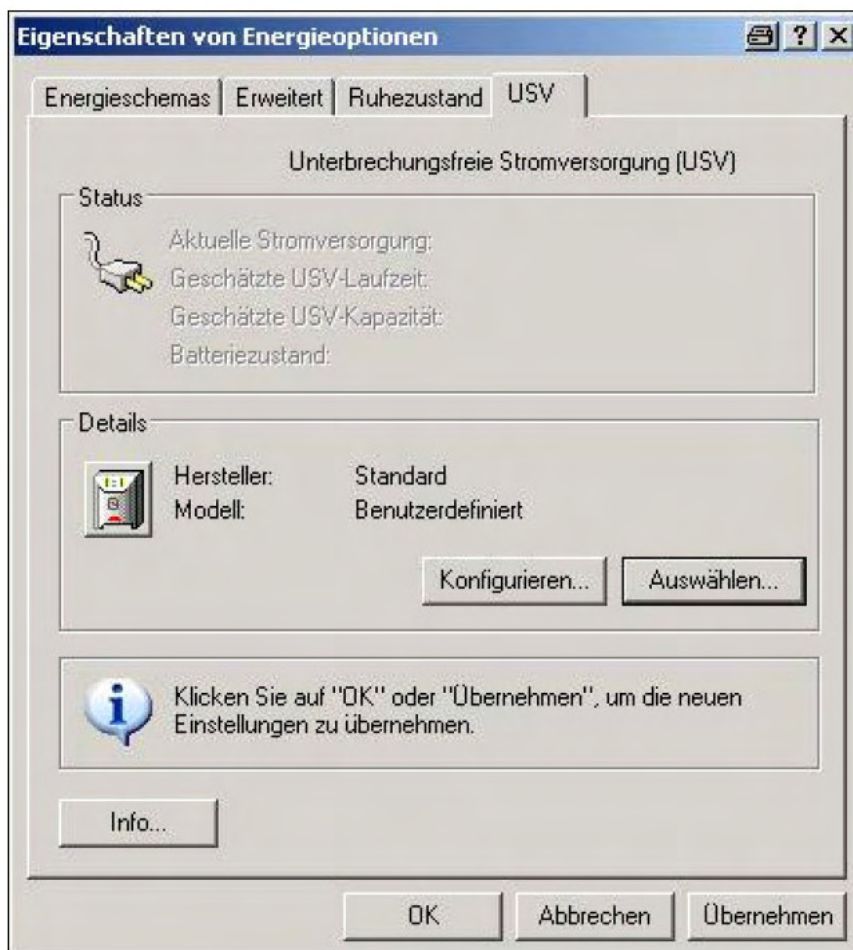 Eigenschaften von Energieoptionen
Energieschemas Erweitert Ruhezustand USV
Unterbrechungsfreie Stromversorgung (USV)
Status
Aktuelle Stromversorgung:
Geschätzte USV-Laufzeit:
Geschätzte USV-Kapazität:
Batteriezustand:
Details
Hersteller: Standard
Modell: Benutzerdefiniert
Konfigurieren... Auswählen...
Klicken Sie auf "OK" oder "Übernehmen", um die neuen
Einstellungen zu übernehmen.
Info...
OK Abbrechen Übernehmen